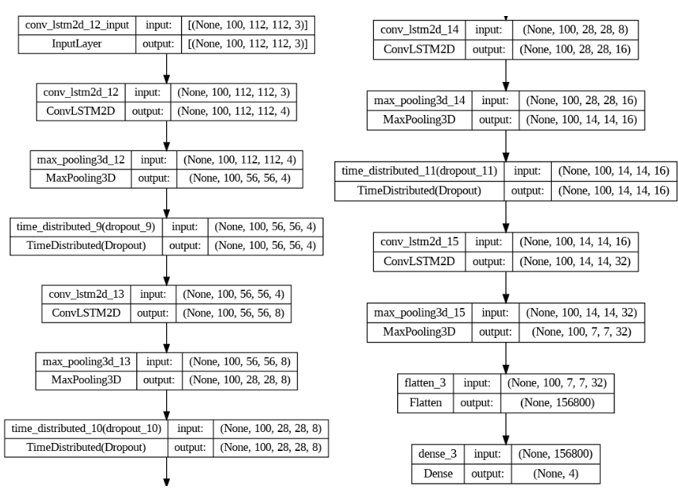 conv_lstm2d_12_input input: [(None, 100, 112, 112, 3)]
InputLayer output: [(None, 100, 112, 112, 3)]
conv_lstm2d_12 input: (None, 100, 112, 112, 3)
ConvLSTM2D output: (None, 100, 112, 112, 4)
max_pooling3d_12 input: (None, 100, 112, 112, 4)
MaxPooling3D output: (None, 100, 56, 56, 4)
time_distributed_9(dropout_9) input: (None, 100, 56, 56, 4)
TimeDistributed(Dropout) output: (None, 100, 56, 56, 4)
conv_lstm2d_13 input: (None, 100, 56, 56, 4)
ConvLSTM2D output: (None, 100, 56, 56, 8)
max_pooling3d_13 input: (None, 100, 56, 56, 8)
MaxPooling3D output: (None, 100, 28, 28, 8)
time_distributed_10(dropout_10) input: (None, 100, 28, 28, 8)
TimeDistributed(Dropout) output: (None, 100, 28, 28, 8)
conv_lstm2d_14 input: (None, 100, 28, 28, 8)
ConvLSTM2D output: (None, 100, 28, 28, 16)
max_pooling3d_14 input: (None, 100, 28, 28, 16)
MaxPooling3D output: (None, 100, 14, 14, 16)
time_distributed_11(dropout_11) input: (None, 100, 14, 14, 16)
TimeDistributed(Dropout) output: (None, 100, 14, 14, 16)
conv_lstm2d_15 input: (None, 100, 14, 14, 16)
ConvLSTM2D output: (None, 100, 14, 14, 32)
max_pooling3d_15 input: (None, 100, 14, 14, 32)
MaxPooling3D output: (None, 100, 7, 7, 32)
flatten_3 input: (None, 100, 7, 7, 32)
Flatten output: (None, 156800)
dense_3 input: (None, 156800)
Dense output: (None, 4)